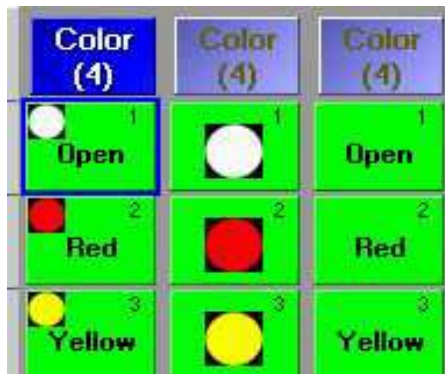 Color Color Color
(4) (4) (4)
1 1 1
Open Open
2 2 2
Red Red
3 3 3
Yellow Yellow